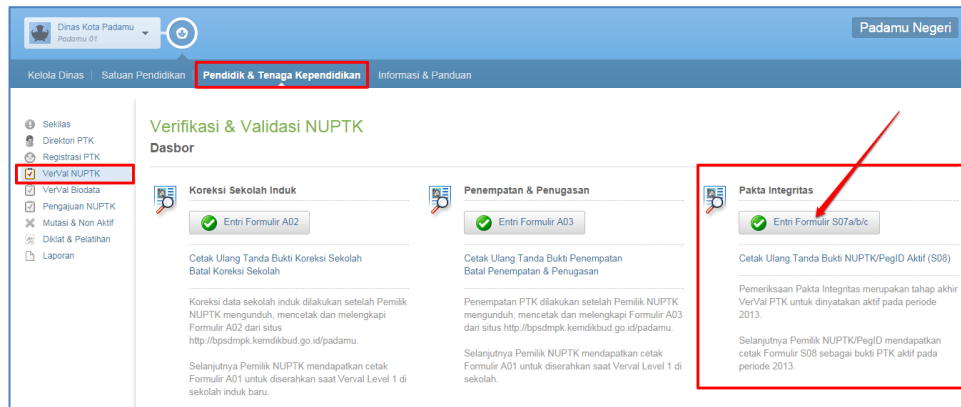 Dinas Kota Padamu
Padamu 01
Padamu Negeri
Kelola Dinas | Satuan Pendidikan | Pendidik & Tenaga Kependidikan | Informasi & Panduan
Sekilas
Direktori PTK
Registrasi PTK
VerVal NUPTK
VerVal Biodata
Pengajuan NUPTK
Mutasi & Non Aktif
Diklat & Pelatihan
Laporan
Verifikasi & Validasi NUPTK
Dasbor
Koreksi Sekolah Induk
Entri Formulir A02
Cetak Ulang Tanda Bukti Koreksi Sekolah
Batal Koreksi Sekolah
Koreksi data sekolah induk dilakukan setelah Pemilik
NUPTK mengunduh, mencetak dan melengkapi
Formulir A02 dari situs
http://bpsdmpk.kemdikbud.go.id/padamu.
Selanjutnya Pemilik NUPTK mendapatkan cetak
Formulir A01 untuk diserahkan saat Verval Level 1 di
sekolah induk baru.
Penempatan & Penugasan
Entri Formulir A03
Cetak Ulang Tanda Bukti Penempatan
Batal Penempatan & Penugasan
Penempatan PTK dilakukan setelah Pemilik NUPTK
mengunduh, mencetak dan melengkapi Formulir A03
dari situs http://bpsdmpk.kemdikbud.go.id/padamu.
Selanjutnya Pemilik NUPTK mendapatkan cetak
Formulir A01 untuk diserahkan saat Verval Level 1 di
sekolah.
Pakta Integritas
Entri Formulir S07a/b/c
Cetak Ulang Tanda Bukti NUPTK/PegID Aktif (S08)
Pemeriksaan Pakta Integritas merupakan tahap akhir
VerVal PTK untuk dinyatakan aktif pada periode
2013.
Selanjutnya Pemilik NUPTK/PegID mendapatkan
cetak Formulir S08 sebagai bukti PTK aktif pada
periode 2013.